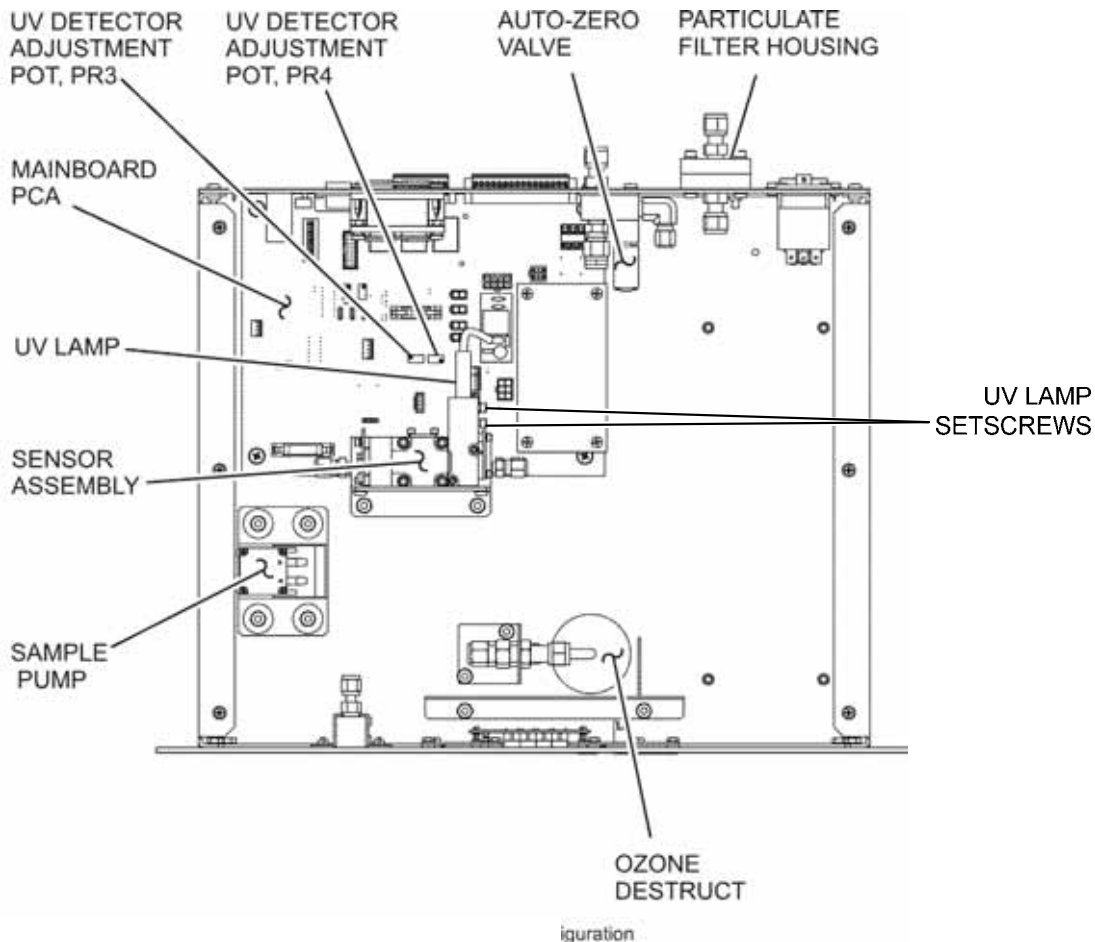 UV DETECTOR
ADJUSTMENT
POT, PR3
UV DETECTOR
ADJUSTMENT
POT, PR4
AUTO-ZERO
VALVE
PARTICULATE
FILTER HOUSING
MAINBOARD
PCA
UV LAMP
UV LAMP
SETSCREWS
SENSOR
ASSEMBLY
SAMPLE
PUMP
OZONE
DESTRUCT
iguration